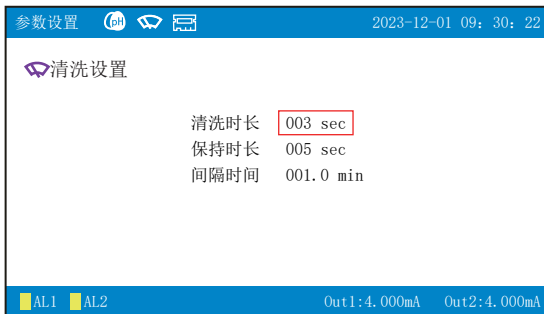 参数设置 pH 2023-12-01 09: 30: 22
清洗设置
清洗时长 003 sec
保持时长 005 sec
间隔时间 001.0 min
AL1 AL2 Out1:4.000mA Out2:4.000mA